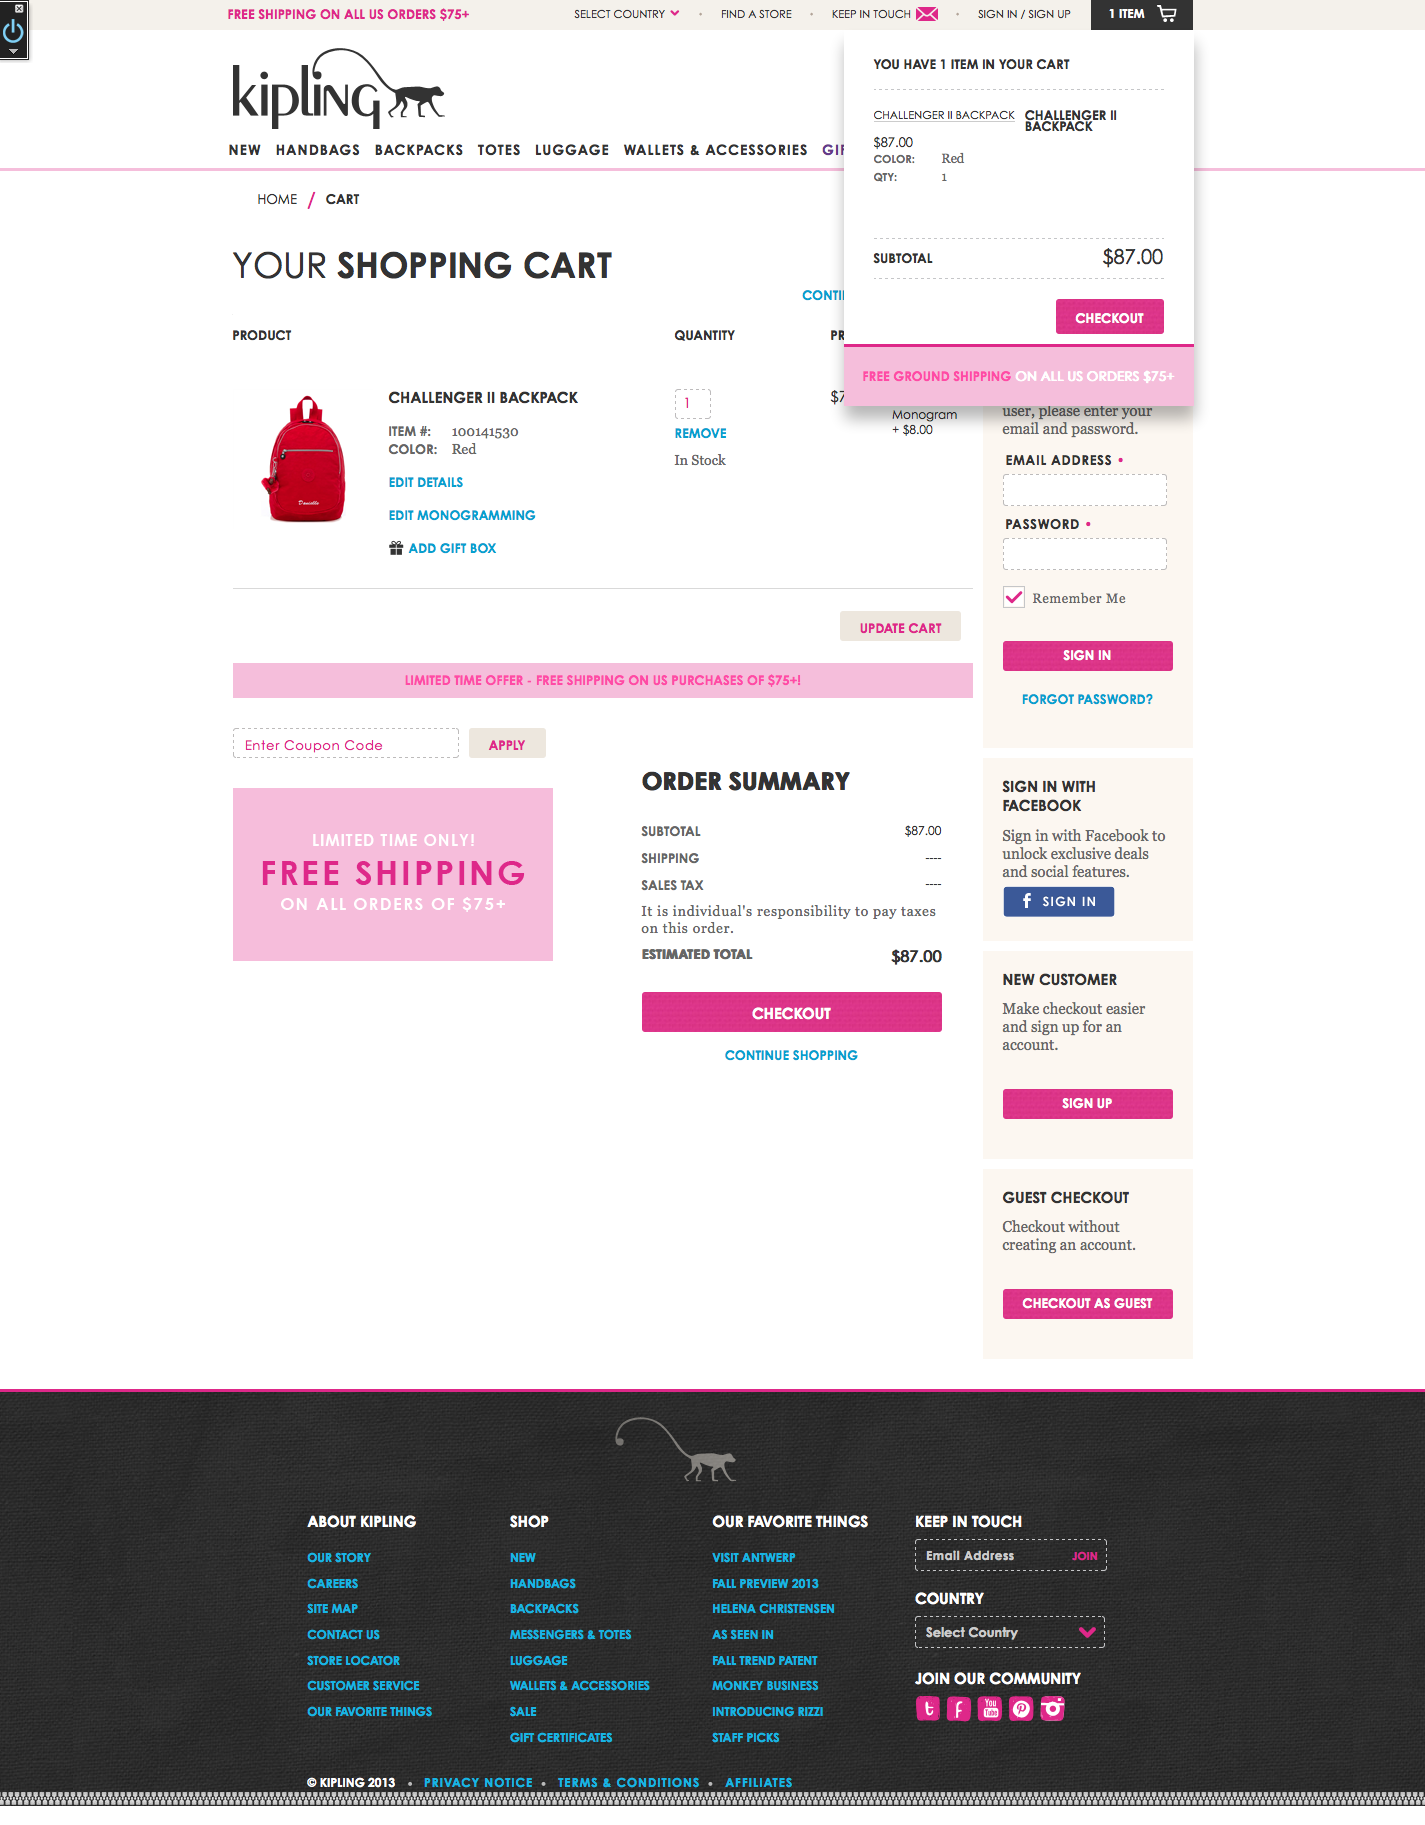 FREE SHIPPING ON ALL US ORDERS $75+
SELECT COUNTRY • FIND A STORE • KEEP IN TOUCH • SIGN IN / SIGN UP
1 ITEM
kipling
NEW HANDBAGS BACKPACKS TOTES LUGGAGE WALLETS & ACCESSORIES
YOU HAVE 1 ITEM IN YOUR CART
CHALLENGER II BACKPACK
CHALLENGER II
BACKPACK
$87.00
COLOR: Red
QTY: 1
SUBTOTAL $87.00
CHECKOUT
FREE GROUND SHIPPING ON ALL US ORDERS $75+
HOME / CART
YOUR SHOPPING CART
PRODUCT QUANTITY
CHALLENGER II BACKPACK
ITEM #: 100141530
COLOR: Red
EDIT DETAILS
EDIT MONOGRAMMING
ADD GIFT BOX
1
REMOVE
In Stock
Monogram
+ $8.00
UPDATE CART
LIMITED TIME OFFER - FREE SHIPPING ON US PURCHASES OF $75+!
Enter Coupon Code APPLY
LIMITED TIME ONLY!
FREE SHIPPING
ON ALL ORDERS OF $75+
ORDER SUMMARY
SUBTOTAL $87.00
SHIPPING ----
SALES TAX ----
It is individual's responsibility to pay taxes
on this order.
ESTIMATED TOTAL $87.00
CHECKOUT
CONTINUE SHOPPING
user, please enter your
email and password.
EMAIL ADDRESS •
PASSWORD •
Remember Me
SIGN IN
FORGOT PASSWORD?
SIGN IN WITH
FACEBOOK
Sign in with Facebook to
unlock exclusive deals
and social features.
f SIGN IN
NEW CUSTOMER
Make checkout easier
and sign up for an
account.
SIGN UP
GUEST CHECKOUT
Checkout without
creating an account.
CHECKOUT AS GUEST
ABOUT KIPLING
OUR STORY
CAREERS
SITE MAP
CONTACT US
STORE LOCATOR
CUSTOMER SERVICE
OUR FAVORITE THINGS
SHOP
NEW
HANDBAGS
BACKPACKS
MESSENGERS & TOTES
LUGGAGE
WALLETS & ACCESSORIES
SALE
GIFT CERTIFICATES
OUR FAVORITE THINGS
VISIT ANTWERP
FALL PREVIEW 2013
HELENA CHRISTENSEN
AS SEEN IN
FALL TREND PATENT
MONKEY BUSINESS
INTRODUCING RIZZI
STAFF PICKS
KEEP IN TOUCH
Email Address JOIN
COUNTRY
Select Country
JOIN OUR COMMUNITY
© KIPLING 2013 • PRIVACY NOTICE • TERMS & CONDITIONS • AFFILIATES